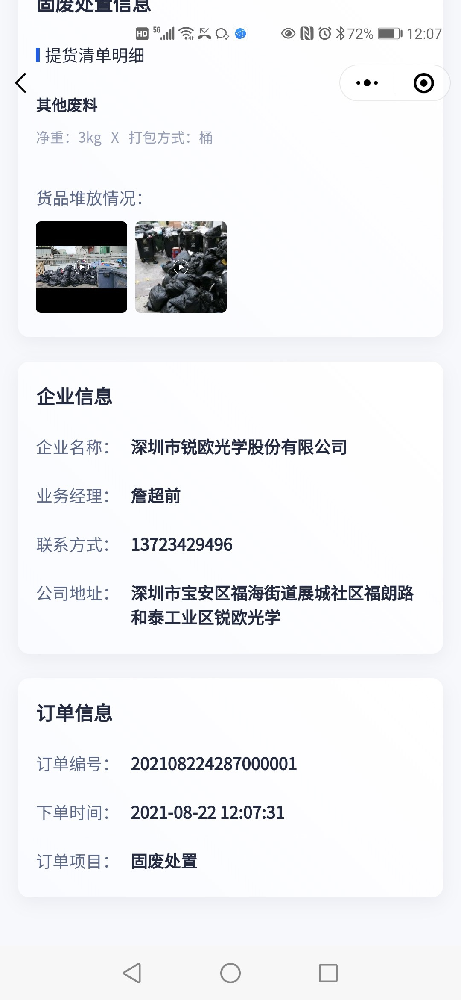 固废处置信息
HD 5G 72% 12:07
提货清单明细
其他废料
净重：3kg X 打包方式：桶
货品堆放情况：
宝 宝
企业信息
企业名称： 深圳市锐欧光学股份有限公司
业务经理： 詹超前
联系方式： 13723429496
公司地址： 深圳市宝安区福海街道展城社区福朗路
和泰工业区锐欧光学
订单信息
订单编号： 202108224287000001
下单时间： 2021-08-22 12:07:31
订单项目： 固废处置